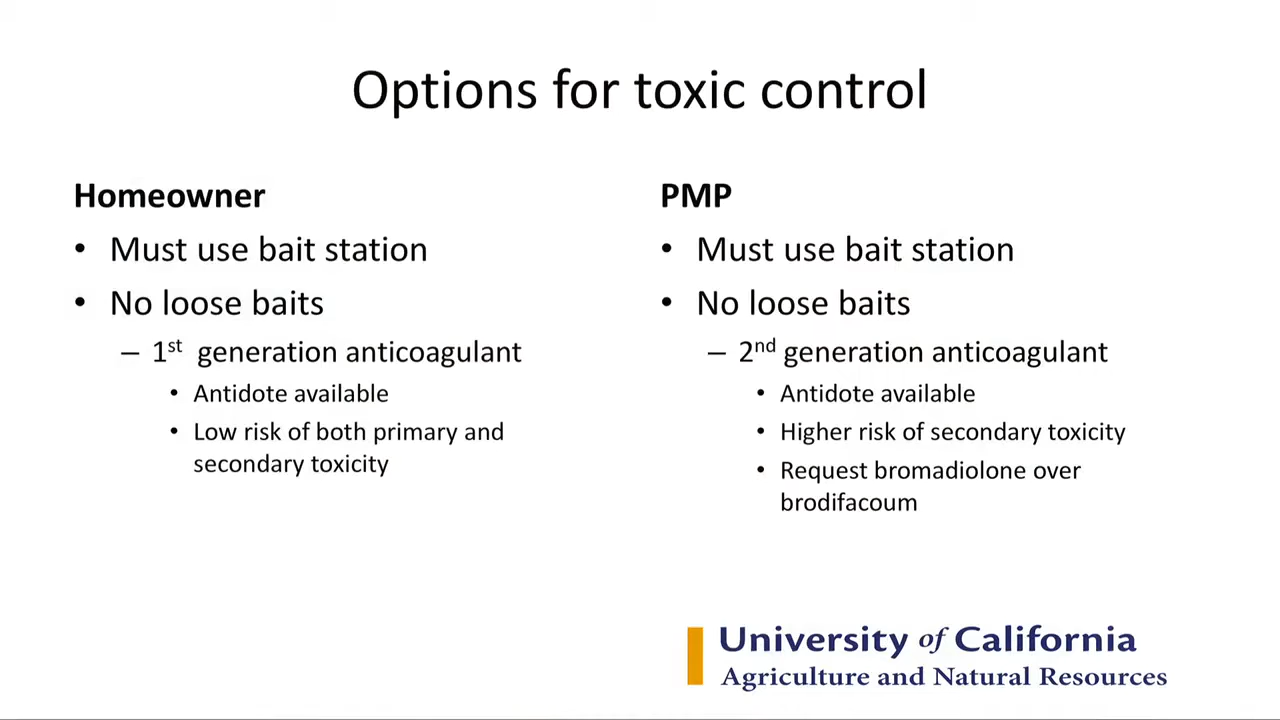 Options for toxic control
Homeowner
• Must use bait station
• No loose baits
– 1st generation anticoagulant
• Antidote available
• Low risk of both primary and
secondary toxicity
PMP
• Must use bait station
• No loose baits
– 2nd generation anticoagulant
• Antidote available
• Higher risk of secondary toxicity
• Request bromadiolone over
brodifacoum
University of California
Agriculture and Natural Resources